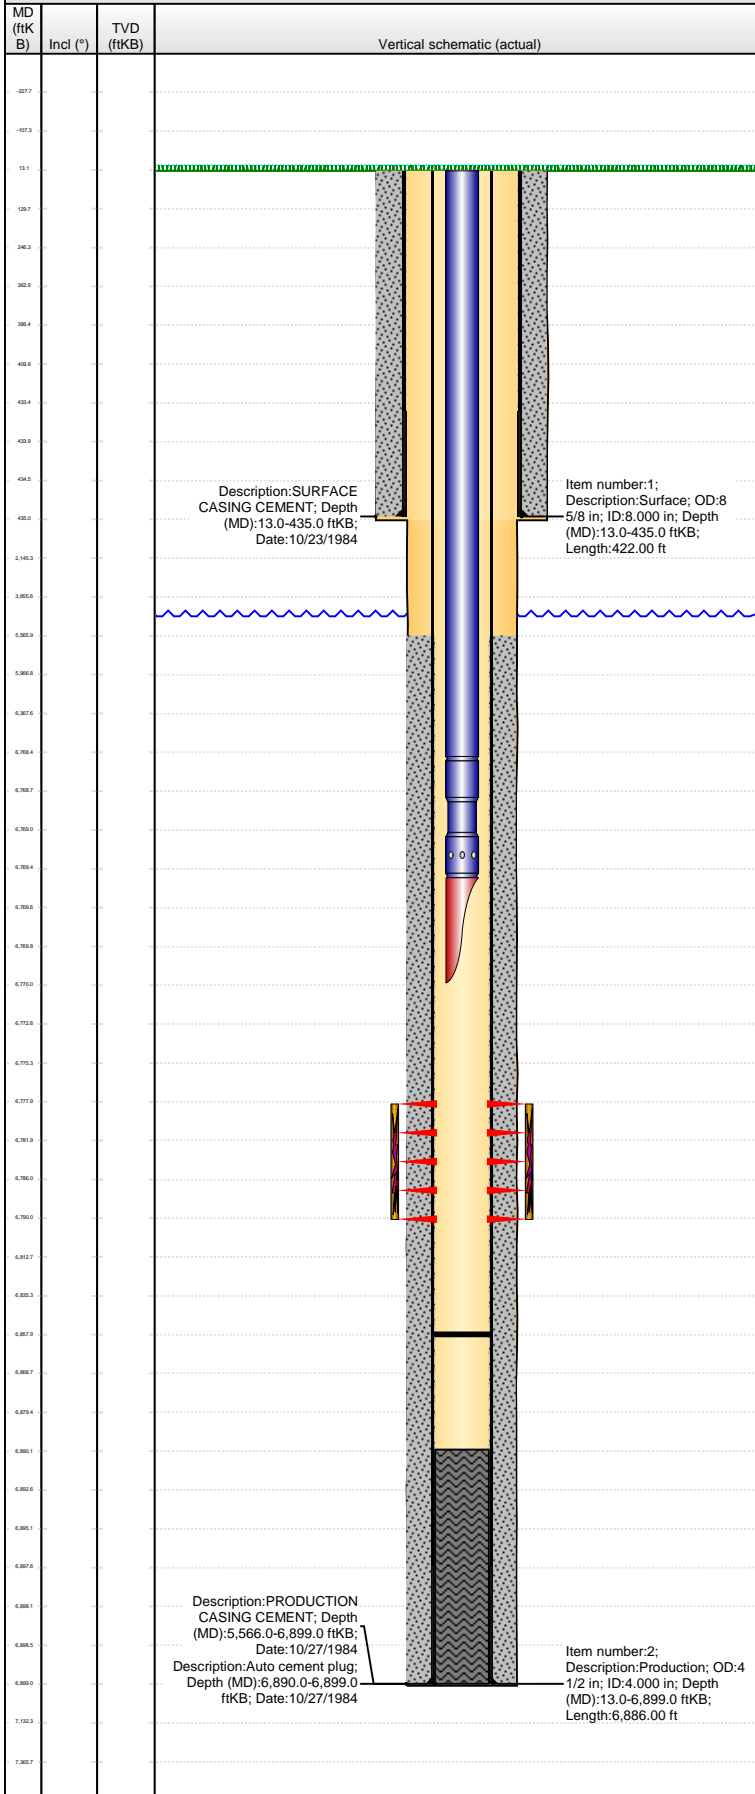 MD
(ftK
B)
Incl (°)
TVD
(ftKB)
Vertical schematic (actual)
-227.7
-107.3
13.1
129.7
246.3
362.9
386.4
409.9
433.4
433.9
434.5
Description:SURFACE
CASING CEMENT; Depth
(MD):13.0-435.0 ftKB;
Date:10/23/1984
Item number:1;
Description:Surface; OD:8
5/8 in; ID:8.000 in; Depth
(MD):13.0-435.0 ftKB;
Length:422.00 ft
435.0
2,145.3
3,855.6
5,565.9
5,966.8
6,367.6
6,768.4
6,768.7
6,769.0
6,769.4
6,769.6
6,769.8
6,770.0
6,772.6
6,775.3
6,777.9
6,781.9
6,786.0
6,790.0
6,812.7
6,835.3
6,857.9
6,868.7
6,879.4
6,890.1
6,892.6
6,895.1
6,897.6
6,898.1
6,898.5
Description:PRODUCTION
CASING CEMENT; Depth
(MD):5,566.0-6,899.0 ftKB;
Date:10/27/1984
Description:Auto cement plug;
Depth (MD):6,890.0-6,899.0
ftKB; Date:10/27/1984
Item number:2;
Description:Production; OD:4
1/2 in; ID:4.000 in; Depth
(MD):13.0-6,899.0 ftKB;
Length:6,886.00 ft
6,899.0
7,132.3
7,365.7